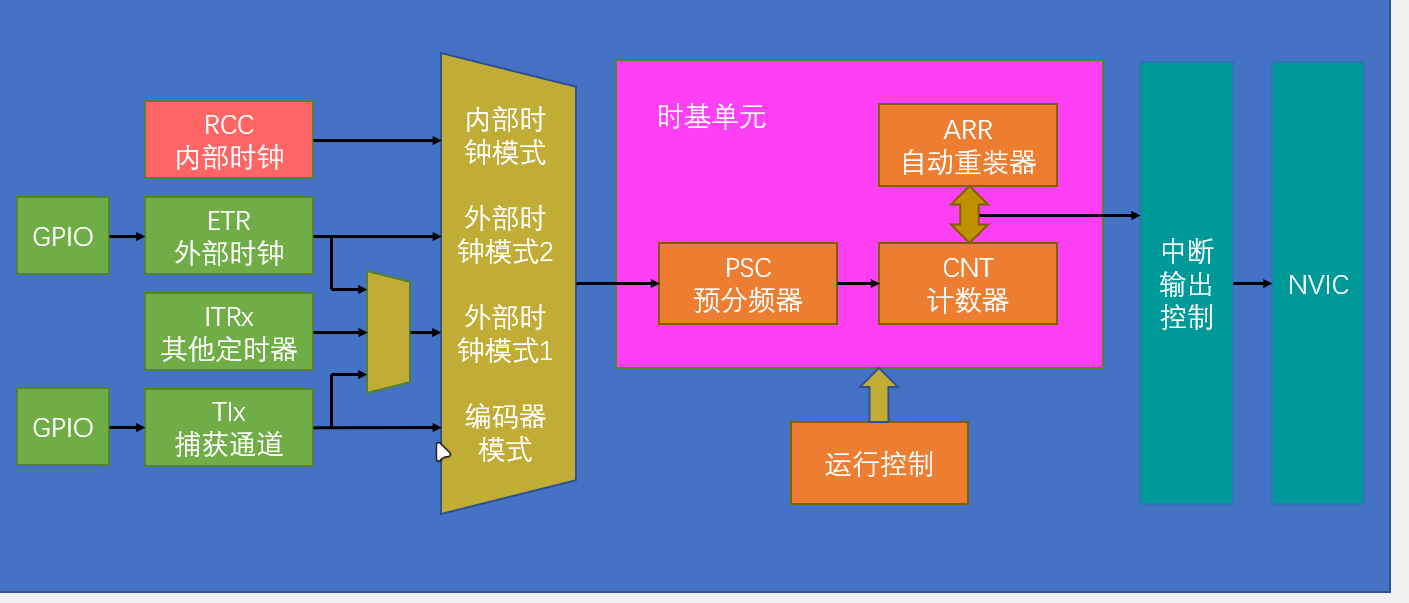 RCC
内部时钟
GPIO
ETR
外部时钟
ITRx
其他定时器
GPIO
TIx
捕获通道
内部时
钟模式
外部时
钟模式2
外部时
钟模式1
编码器
模式
时基单元
ARR
自动重装器
PSC
预分频器
CNT
计数器
运行控制
中断
输出
控制
NVIC